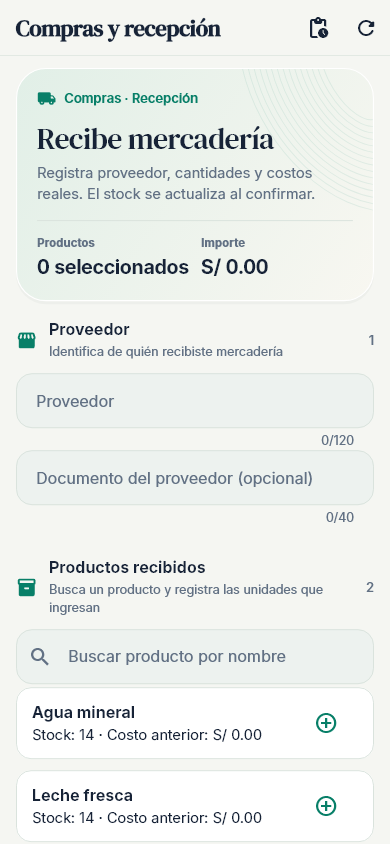 Compras y recepción
Compras · Recepción
Recibe mercadería
Registra proveedor, cantidades y costos
reales. El stock se actualiza al confirmar.
Productos
0 seleccionados
Importe
S/ 0.00
Proveedor
Identifica de quién recibiste mercadería
1
Proveedor
0/120
Documento del proveedor (opcional)
0/40
Productos recibidos
Busca un producto y registra las unidades que
ingresan
2
Buscar producto por nombre
Agua mineral
Stock: 14 · Costo anterior: S/ 0.00
Leche fresca
Stock: 14 · Costo anterior: S/ 0.00